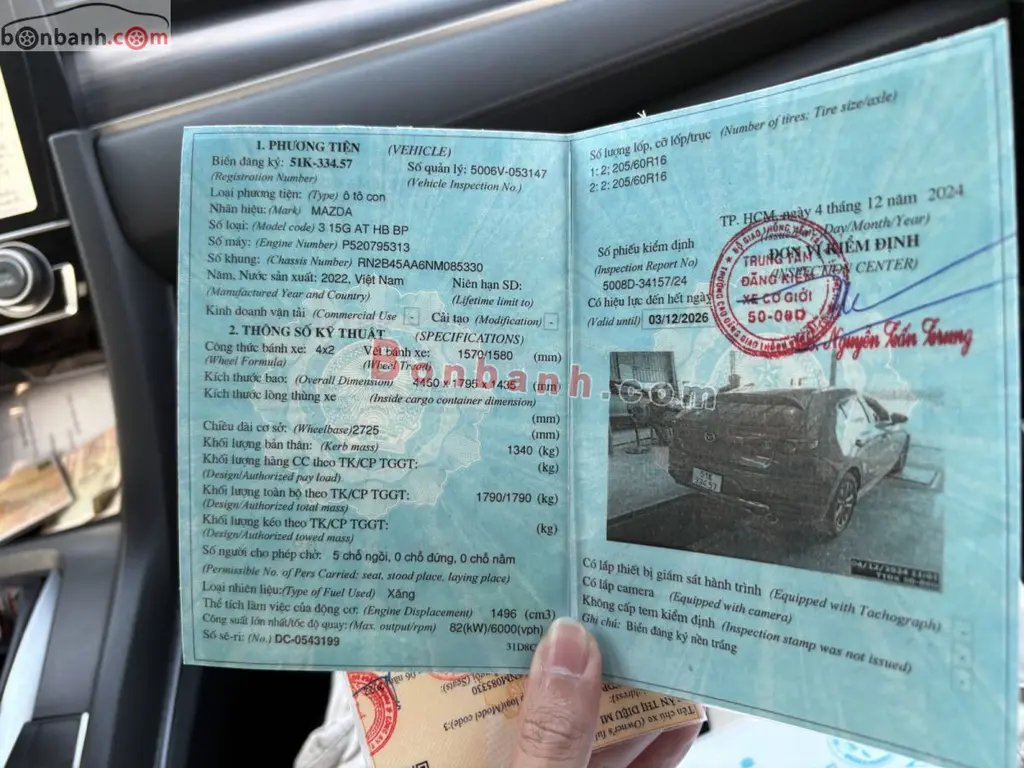 bonbanh.com
1. PHƯƠNG TIỆN (VEHICLE)
Biển đăng ký: 51K-334.57 Số quản lý: 5006V-053147
(Registration Number) (Vehicle Inspection No.)
Loại phương tiện: (Type) ô tô con
Nhãn hiệu: (Mark) MAZDA
Số loại: (Model code) 3 15G AT HB BP
Số máy: (Engine Number) P520795313
Số khung: (Chassis Number) RN2B45AA6NM085330
Năm, Nước sản xuất: 2022, Việt Nam Niên hạn SD:
(Manufactured Year and Country) (Lifetime limit to)
Kinh doanh vận tải (Commercial Use - Cải tạo (Modification) -
2. THÔNG SỐ KỸ THUẬT (SPECIFICATIONS)
Công thức bánh xe: 4x2 Vết bánh xe: 1570/1580 (mm)
(Wheel Formula) (Wheel Tread)
Kích thước bao: (Overall Dimension) 4450 x 1795 x 1435 (mm)
Kích thước lòng thùng xe (Inside cargo container dimension)
(mm)
Chiều dài cơ sở: (Wheelbase) 2725 (mm)
Khối lượng bản thân: (Kerb mass) 1340 (kg)
Khối lượng hàng CC theo TK/CP TGGT: (kg)
(Design/Authorized pay load)
Khối lượng toàn bộ theo TK/CP TGGT: 1790/1790 (kg)
(Design/Authorized total mass)
Khối lượng kéo theo TK/CP TGGT: (kg)
(Design/Authorized towed mass)
Số người cho phép chở: 5 chỗ ngồi, 0 chỗ đứng, 0 chỗ nằm
(Permissible No. of Pers Carried: seat, stood place, laying place)
Loại nhiên liệu: (Type of Fuel Used) Xăng
Thể tích làm việc của động cơ: (Engine Displacement) 1496 (cm3)
Công suất lớn nhất/tốc độ quay: (Max. output/rpm) 82(kW)/6000(vph)
Số sê-ri: (No.) DC-0543199
Số lượng lốp, cỡ lốp/trục (Number of tires; Tire size/axle)
1: 2; 205/60R16
2: 2; 205/60R16
TP. HCM, ngày 4 tháng 12 năm 2024
Day/Month/Year)
Số phiếu kiểm định ĐƠN VỊ KIỂM ĐỊNH
(Inspection Report No) (INSPECTION CENTER)
5008D-34157/24
Có hiệu lực đến hết ngày
(Valid until) 03/12/2026
TRUNG TÂM
ĐĂNG KIỂM
XE CƠ GIỚI
50-08D
Nguyễn Tấn Trung
Bonbanh.com
Có lắp thiết bị giám sát hành trình (Equipped with Tachograph)
Có lắp camera (Equipped with camera)
Không cấp tem kiểm định (Inspection stamp was not issued)
Ghi chú: Biển đăng ký nền trắng